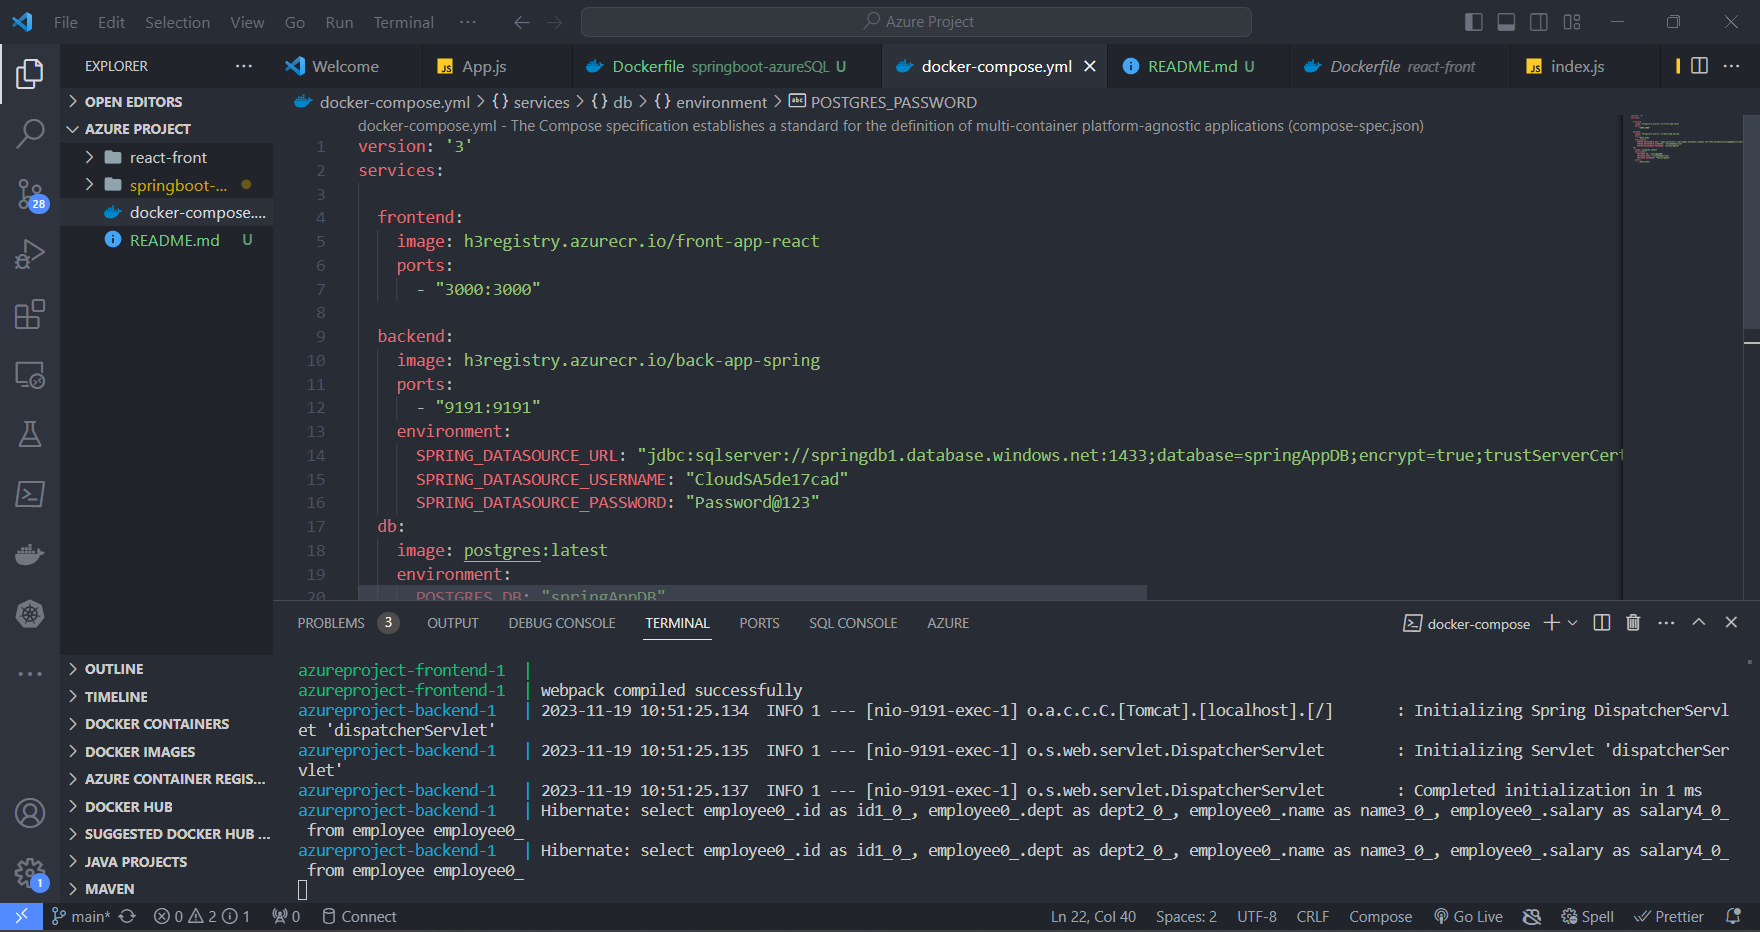 File Edit Selection View Go Run Terminal ··· Azure Project
EXPLORER ···
Welcome
App.js
Dockerfile springboot-azureSQL U
docker-compose.yml
README.md U
Dockerfile react-front
index.js
OPEN EDITORS
AZURE PROJECT
react-front
springboot-...
docker-compose....
README.md U
docker-compose.yml > {} services > {} db > {} environment > abc POSTGRES_PASSWORD
docker-compose.yml - The Compose specification establishes a standard for the definition of multi-container platform-agnostic applications (compose-spec.json)
1 version: '3'
2 services:
3
4 frontend:
5 image: h3registry.azurecr.io/front-app-react
6 ports:
7 - "3000:3000"
8
9 backend:
10 image: h3registry.azurecr.io/back-app-spring
11 ports:
12 - "9191:9191"
13 environment:
14 SPRING_DATASOURCE_URL: "jdbc:sqlserver://springdb1.database.windows.net:1433;database=springAppDB;encrypt=true;trustServerCert
15 SPRING_DATASOURCE_USERNAME: "CloudSA5de17cad"
16 SPRING_DATASOURCE_PASSWORD: "Password@123"
17 db:
18 image: postgres:latest
19 environment:
20 POSTGRES_DB: "springAppDB"
28
1
OUTLINE
TIMELINE
DOCKER CONTAINERS
DOCKER IMAGES
AZURE CONTAINER REGIS...
DOCKER HUB
SUGGESTED DOCKER HUB ...
JAVA PROJECTS
MAVEN
PROBLEMS 3 OUTPUT DEBUG CONSOLE TERMINAL PORTS SQL CONSOLE AZURE docker-compose
azureproject-frontend-1 |
azureproject-frontend-1 | webpack compiled successfully
azureproject-backend-1 | 2023-11-19 10:51:25.134 INFO 1 --- [nio-9191-exec-1] o.a.c.c.C.[Tomcat].[localhost].[/] : Initializing Spring DispatcherServl
et 'dispatcherServlet'
azureproject-backend-1 | 2023-11-19 10:51:25.135 INFO 1 --- [nio-9191-exec-1] o.s.web.servlet.DispatcherServlet : Initializing Servlet 'dispatcherSer
vlet'
azureproject-backend-1 | 2023-11-19 10:51:25.137 INFO 1 --- [nio-9191-exec-1] o.s.web.servlet.DispatcherServlet : Completed initialization in 1 ms
azureproject-backend-1 | Hibernate: select employee0_.id as id1_0_, employee0_.dept as dept2_0_, employee0_.name as name3_0_, employee0_.salary as salary4_0_
from employee employee0_
azureproject-backend-1 | Hibernate: select employee0_.id as id1_0_, employee0_.dept as dept2_0_, employee0_.name as name3_0_, employee0_.salary as salary4_0_
from employee employee0_
main* 0 2 1 0 Connect Ln 22, Col 40 Spaces: 2 UTF-8 CRLF Compose Go Live Spell Prettier